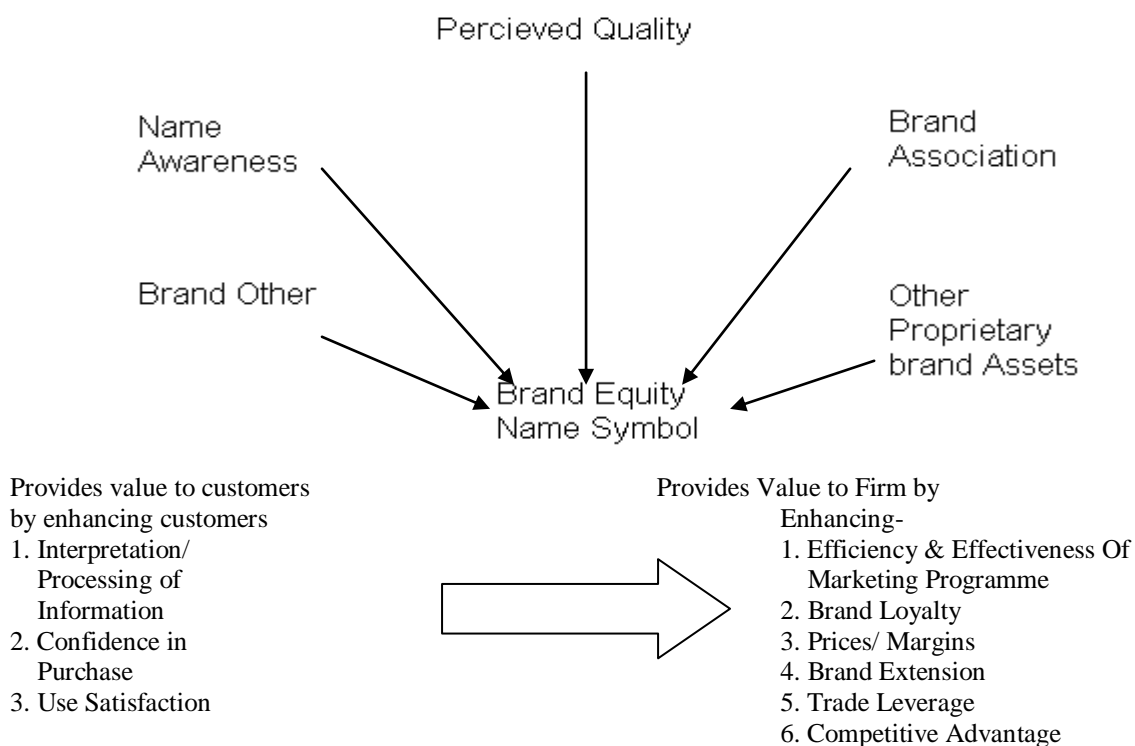 Percieved Quality
Name
Awareness
Brand
Association
Brand Other
Other
Proprietary
brand Assets
Brand Equity
Name Symbol
Provides value to customers
by enhancing customers
1. Interpretation/
Processing of
Information
2. Confidence in
Purchase
3. Use Satisfaction
Provides Value to Firm by
Enhancing-
1. Efficiency & Effectiveness Of
Marketing Programme
2. Brand Loyalty
3. Prices/ Margins
4. Brand Extension
5. Trade Leverage
6. Competitive Advantage